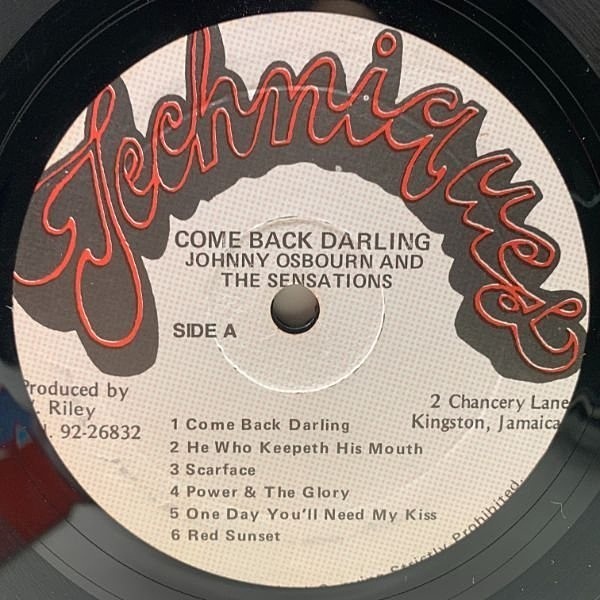 Techniques
COME BACK DARLING
JOHNNY OSBOURN AND
THE SENSATIONS
SIDE A
Produced by
Riley
92-26832
2 Chancery Lane
Kingston, Jamaica
1 Come Back Darling
2 He Who Keepeth His Mouth
3 Scarface
4 Power & The Glory
5 One Day You'll Need My Kiss
6 Red Sunset
Strictly Prohibited.